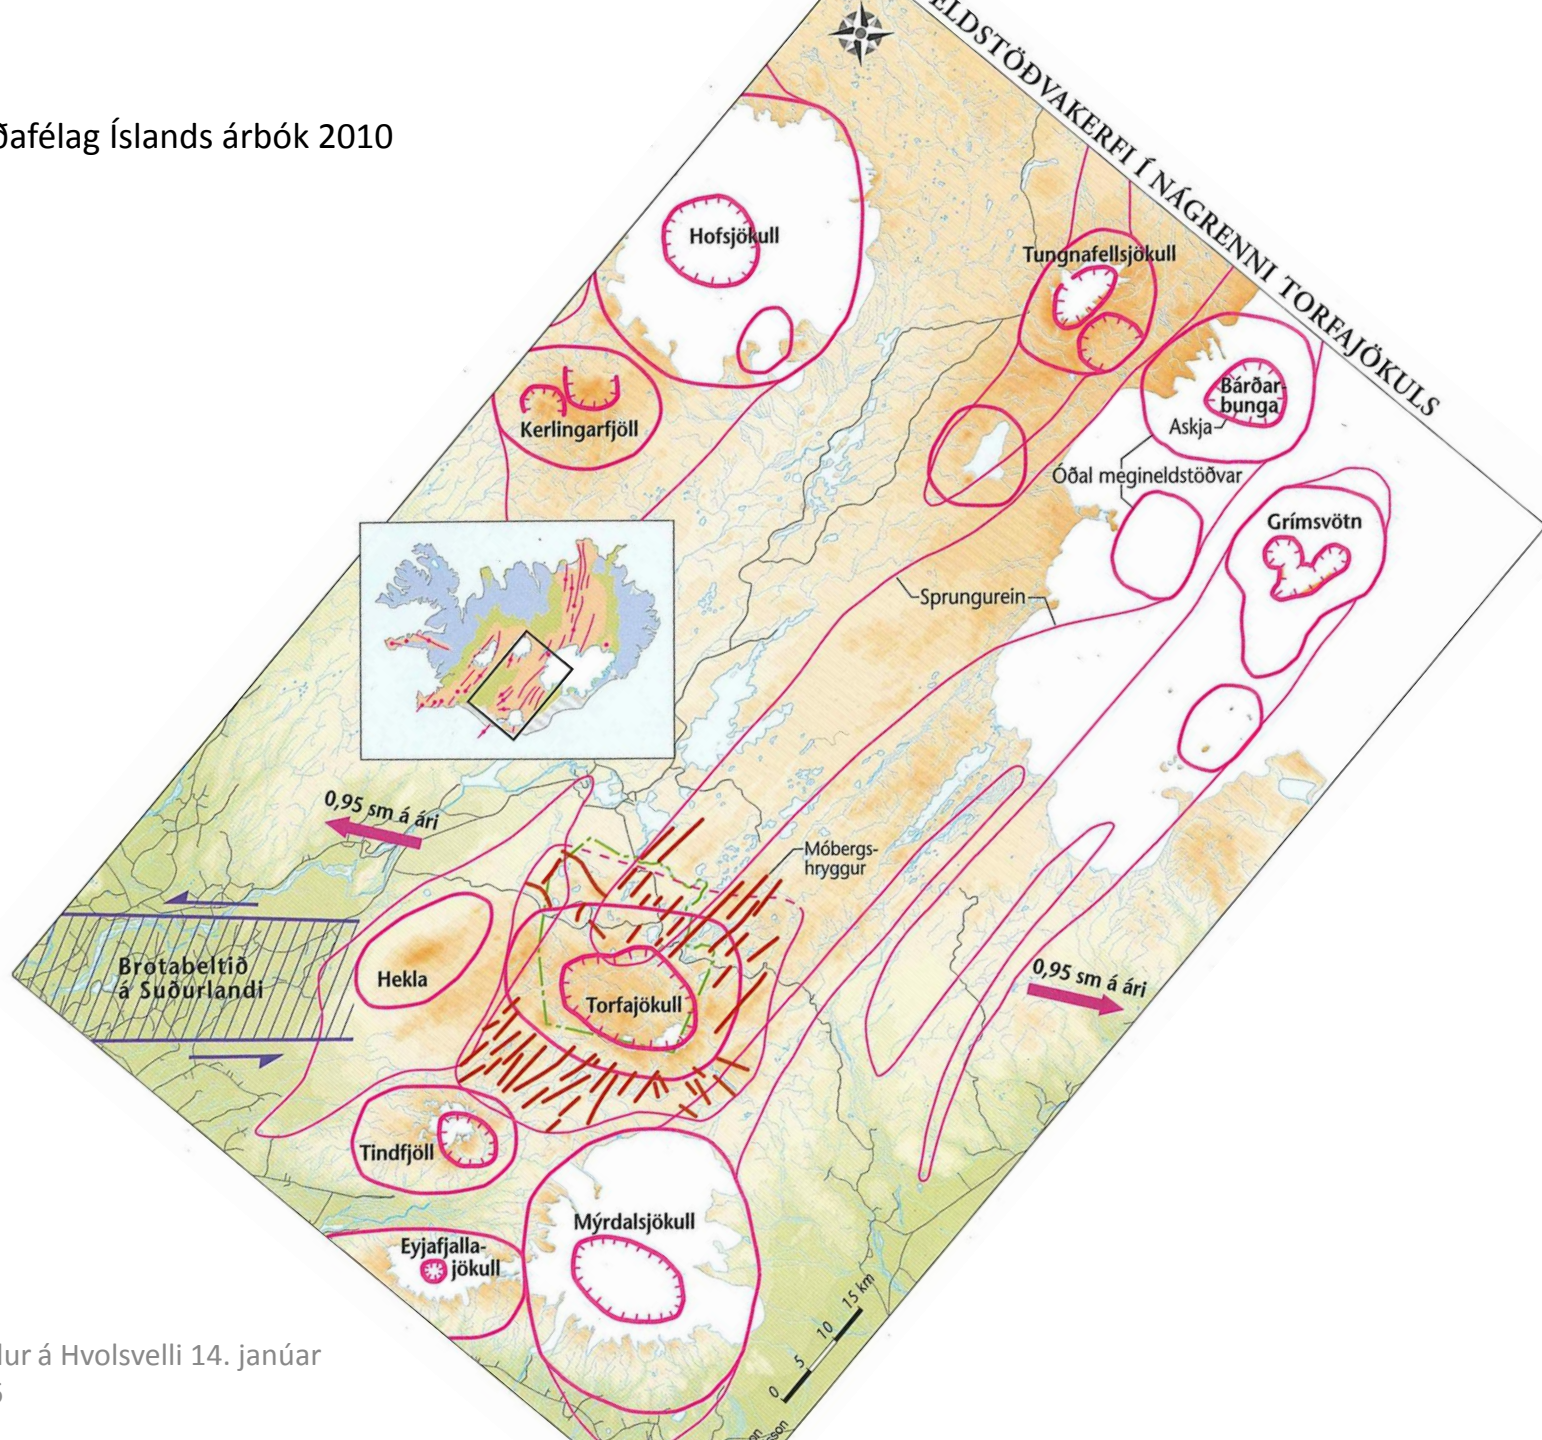 ðafélag Íslands árbók 2010
ELDSTÖÐVAKERFI Í NÁGRENNI TORFAJÖKULS
Hofsjökull
Tungnafellsjökull
Bárðar-
bunga
Askja
Kerlingarfjöll
Óðal megineldstöðvar
Grímsvötn
Sprungurein
0,95 sm á ári
Móbergs-
hryggur
Brotabeltið
á Suðurlandi
Hekla
Torfajökull
0,95 sm á ári
Tindfjöll
Mýrdalsjökull
Eyjafjalla-
jökull
0 5 10 15 km
lur á Hvolsvelli 14. janúar